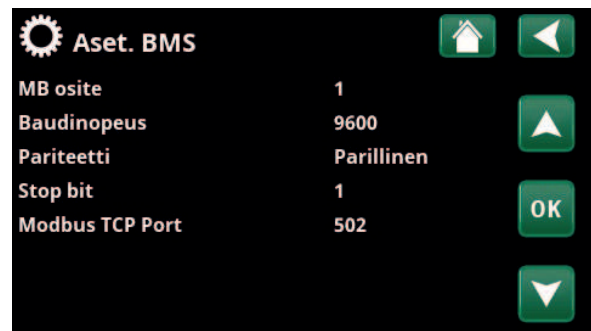 Aset. BMS
MB osite 1
Baudinopeus 9600
Pariteetti Parillinen
Stop bit 1
OK
Modbus TCP Port 502